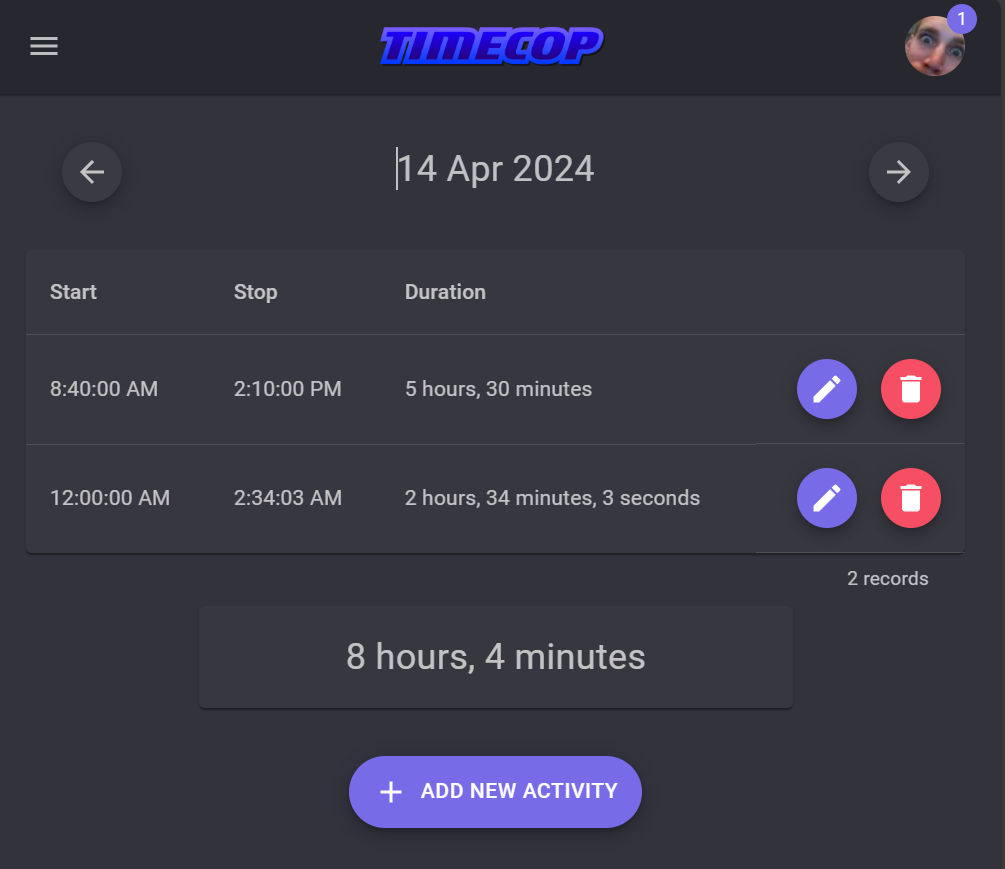 TIMECOP
1
14 Apr 2024
Start Stop Duration
8:40:00 AM 2:10:00 PM 5 hours, 30 minutes
12:00:00 AM 2:34:03 AM 2 hours, 34 minutes, 3 seconds
2 records
8 hours, 4 minutes
ADD NEW ACTIVITY